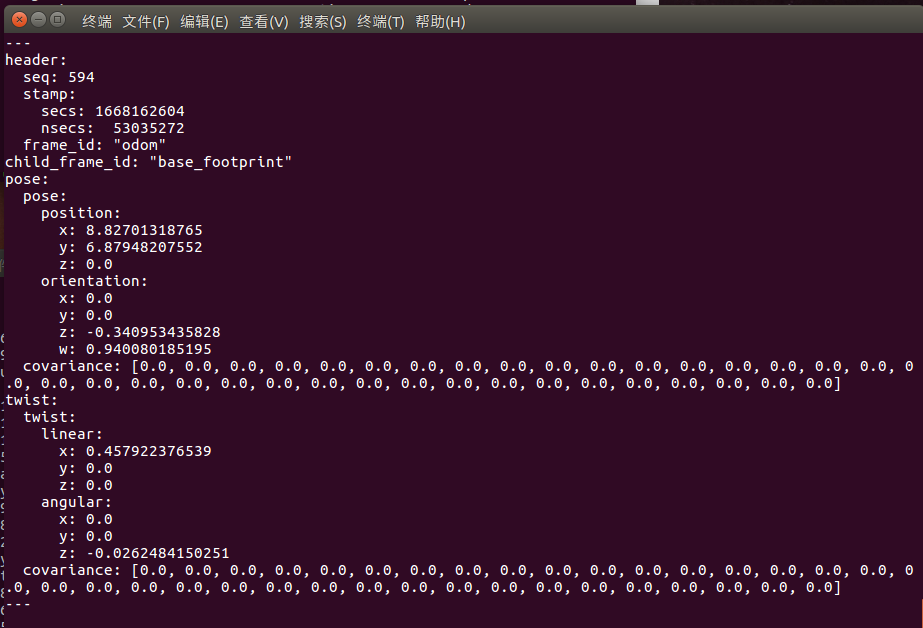 终端 文件(F) 编辑(E) 查看(V) 搜索(S) 终端(T) 帮助(H)
---
header:
  seq: 594
  stamp:
    secs: 1668162604
    nsecs:  53035272
  frame_id: "odom"
child_frame_id: "base_footprint"
pose:
  pose:
    position:
      x: 8.82701318765
      y: 6.87948207552
      z: 0.0
    orientation:
      x: 0.0
      y: 0.0
      z: -0.340953435828
      w: 0.940080185195
  covariance: [0.0, 0.0, 0.0, 0.0, 0.0, 0.0, 0.0, 0.0, 0.0, 0.0, 0.0, 0.0, 0.0, 0.0, 0.0, 0.0, 0.0, 0
.0, 0.0, 0.0, 0.0, 0.0, 0.0, 0.0, 0.0, 0.0, 0.0, 0.0, 0.0, 0.0, 0.0, 0.0, 0.0, 0.0, 0.0, 0.0]
twist:
  twist:
    linear:
      x: 0.457922376539
      y: 0.0
      z: 0.0
    angular:
      x: 0.0
      y: 0.0
      z: -0.0262484150251
  covariance: [0.0, 0.0, 0.0, 0.0, 0.0, 0.0, 0.0, 0.0, 0.0, 0.0, 0.0, 0.0, 0.0, 0.0, 0.0, 0.0, 0.0, 0
.0, 0.0, 0.0, 0.0, 0.0, 0.0, 0.0, 0.0, 0.0, 0.0, 0.0, 0.0, 0.0, 0.0, 0.0, 0.0, 0.0, 0.0, 0.0]
---